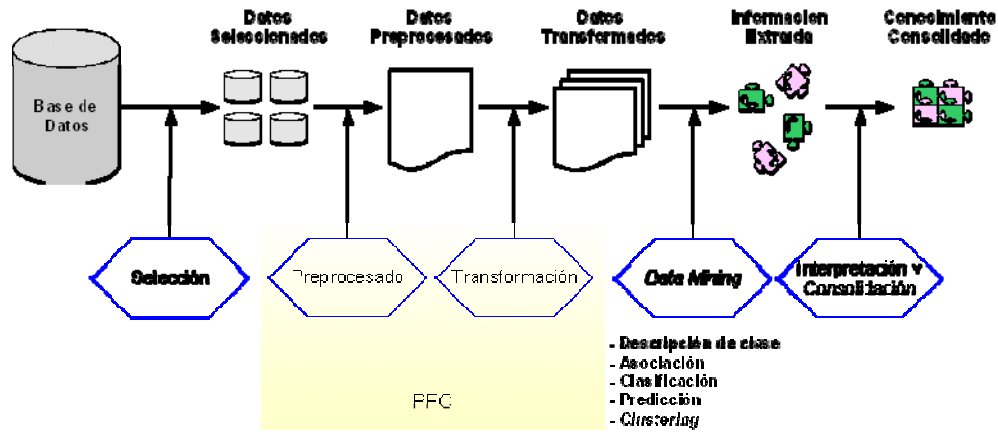 Datos
Seleccionados
Datos
Preprocesados
Datos
Transformados
Informacion
Extraida
Conocimiento
Consolidado
Base de
Datos
Selección
Preprocesado
Transformación
Data Mining
Interpretación y
Consolidación
- Descripción de clase
- Asociación
- Clasificación
- Predicción
- Clustering
PFC